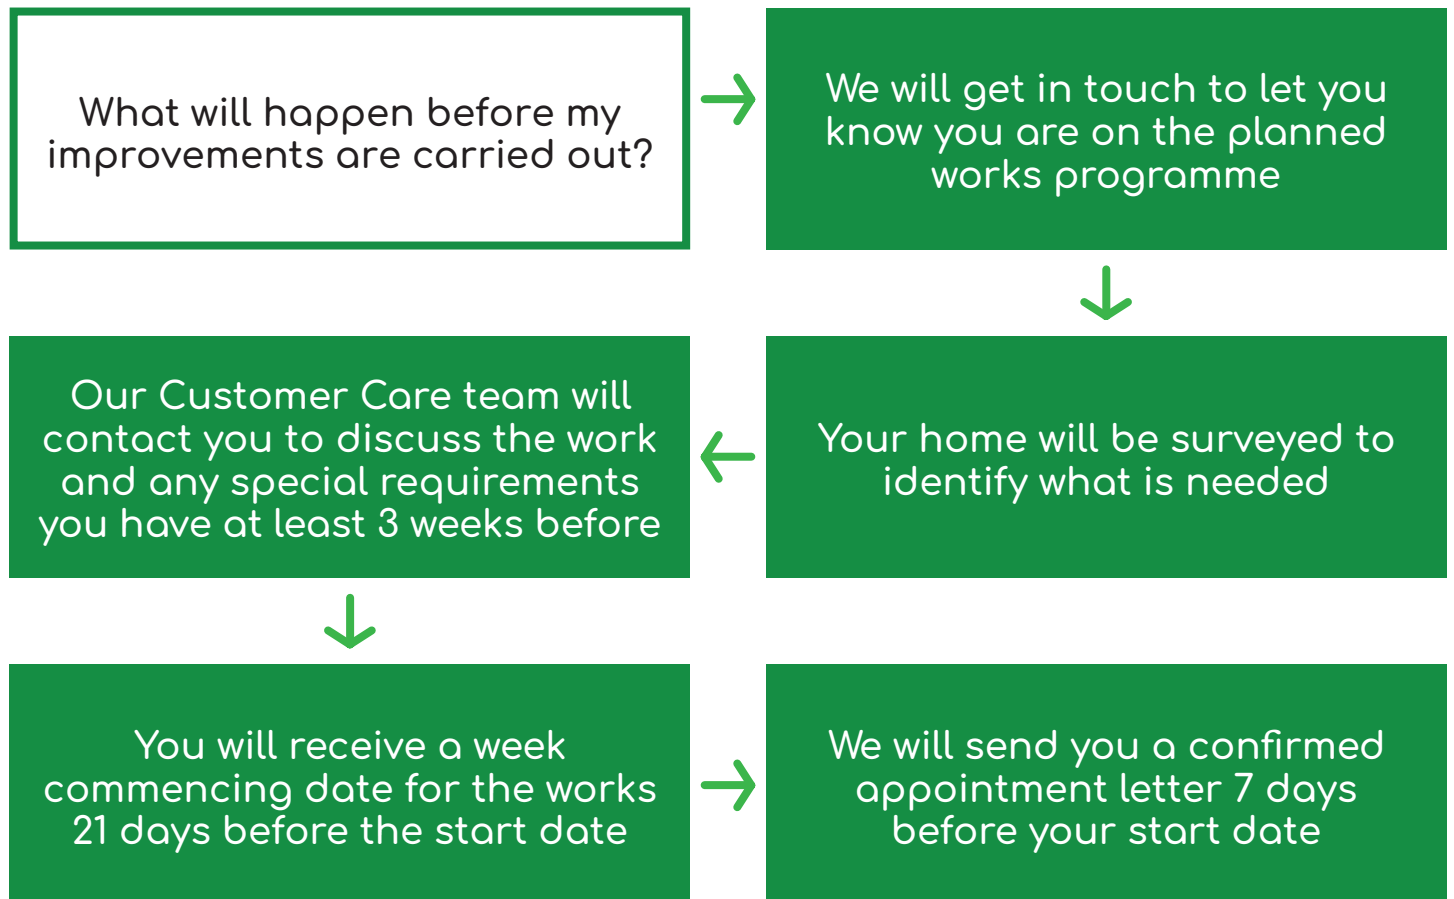 What will happen before my
improvements are carried out?
We will get in touch to let you
know you are on the planned
works programme
Your home will be surveyed to
identify what is needed
Our Customer Care team will
contact you to discuss the work
and any special requirements
you have at least 3 weeks before
You will receive a week
commencing date for the works
21 days before the start date
We will send you a confirmed
appointment letter 7 days
before your start date